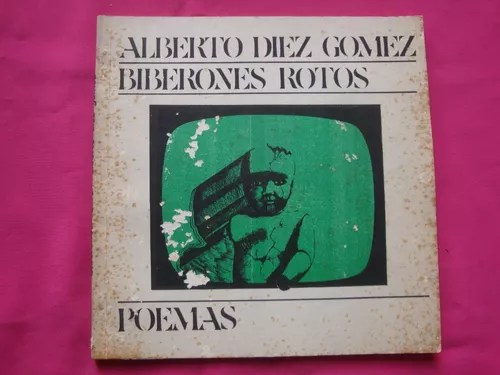 ALBERTO DIEZ GOMEZ
BIBERONES ROTOS
POEMAS